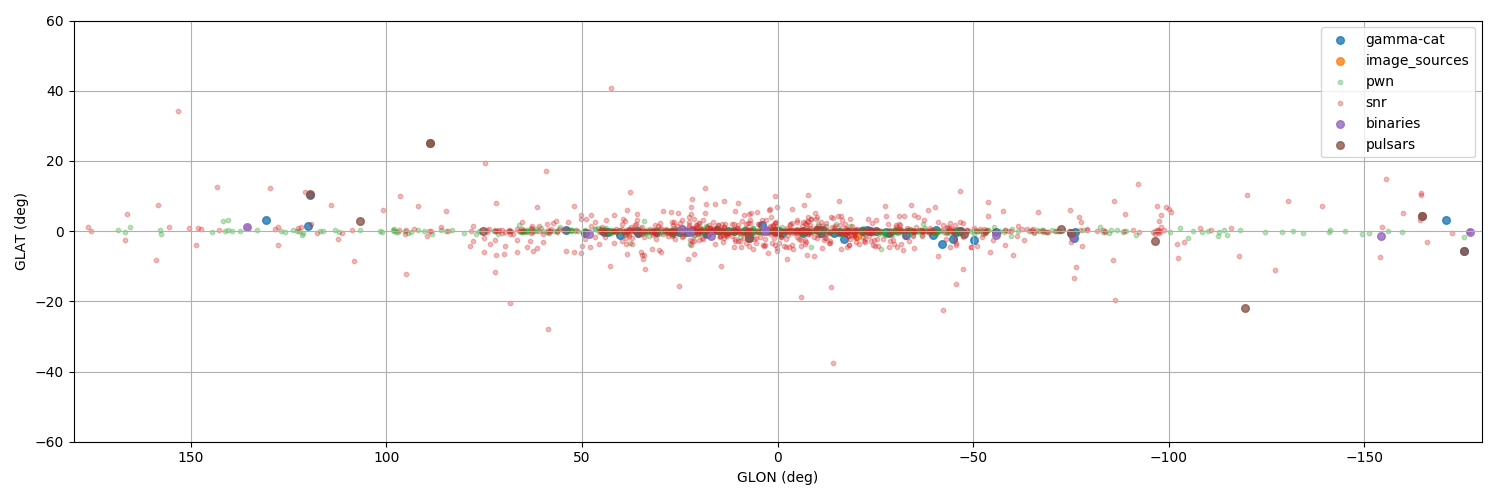 60
40
20
0
−20
−40
−60
GLAT (deg)
150
100
50
0
−50
−100
−150
GLON (deg)
gamma-cat
image_sources
pwn
snr
binaries
pulsars